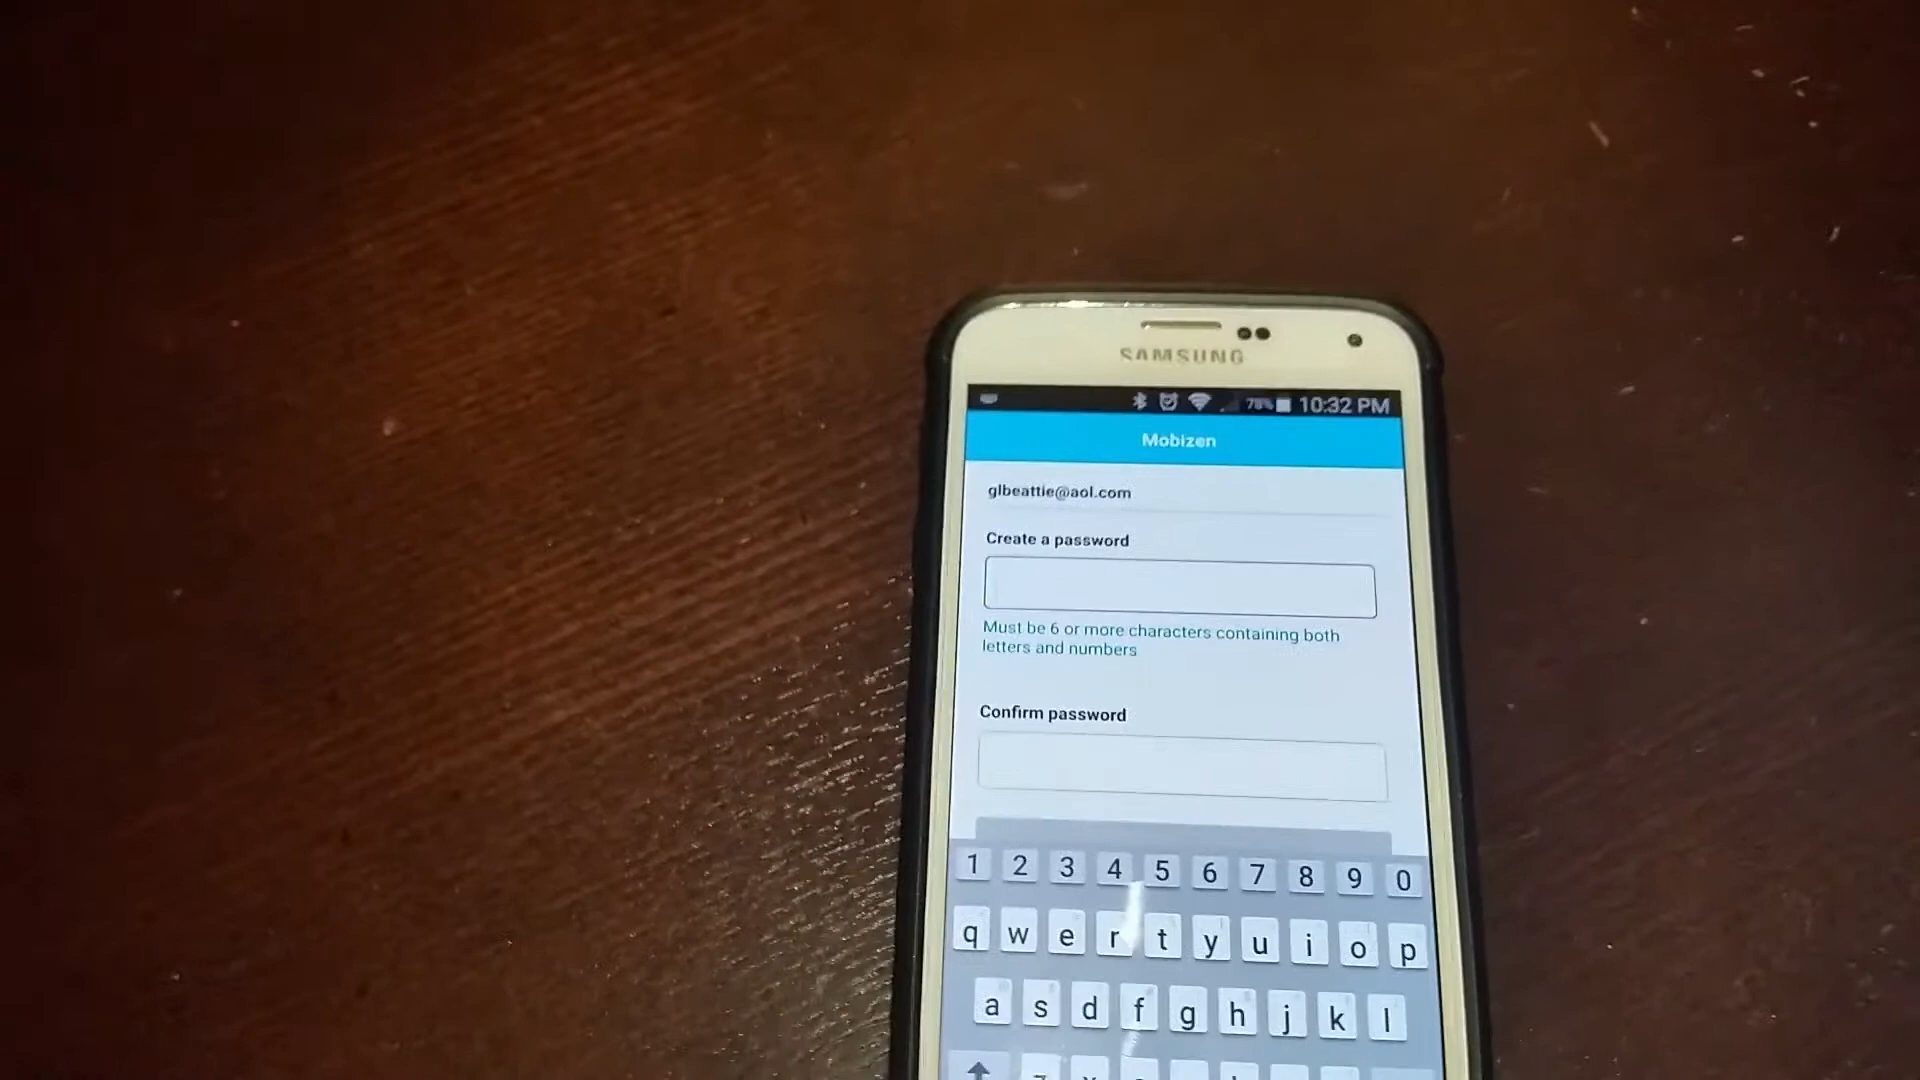 SAMSUNG
78% 10:32 PM
Mobizen
glbeattie@aol.com
Create a password
Must be 6 or more characters containing both
letters and numbers
Confirm password
1 2 3 4 5 6 7 8 9 0
q w e r t y u i o p
a s d f g h j k l